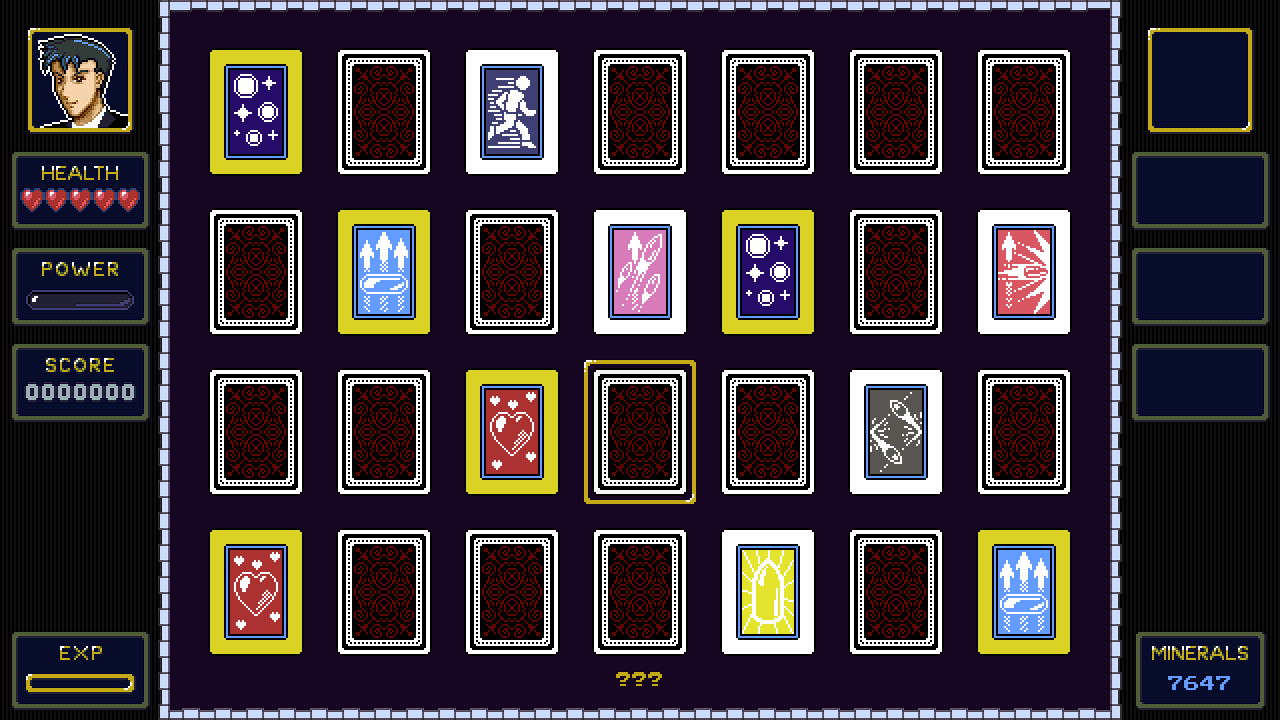 HEALTH
POWER
SCORE
0000000
EXP
???
MINERALS
7647